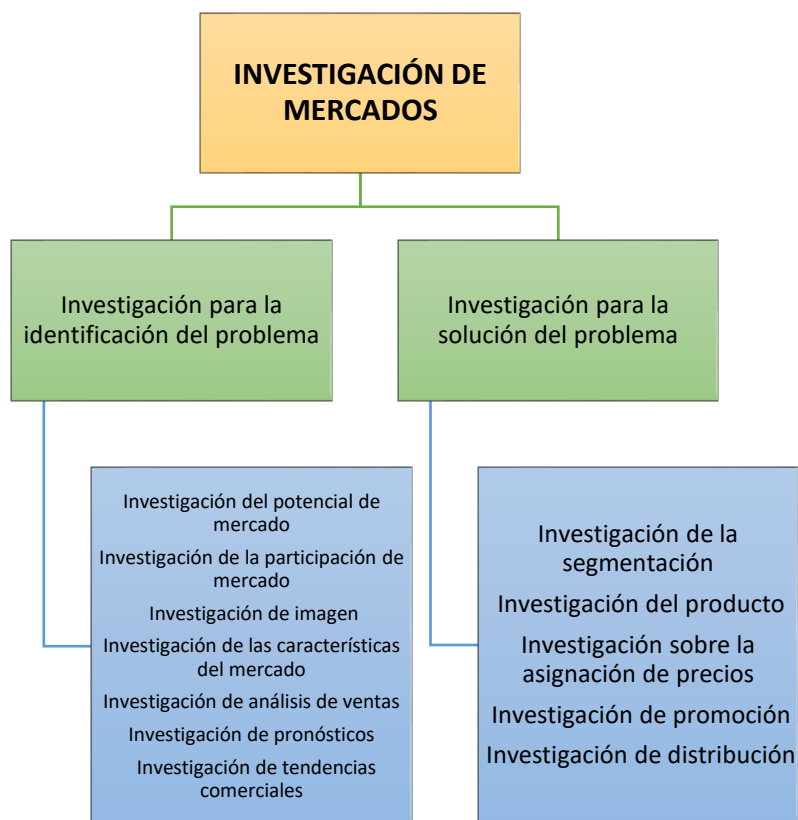 INVESTIGACIÓN DE
MERCADOS
Investigación para la
identificación del problema
Investigación para la
solución del problema
Investigación del potencial de
mercado
Investigación de la participación de
mercado
Investigación de imagen
Investigación de las características
del mercado
Investigación de análisis de ventas
Investigación de pronósticos
Investigación de tendencias
comerciales
Investigación de la
segmentación
Investigación del producto
Investigación sobre la
asignación de precios
Investigación de promoción
Investigación de distribución